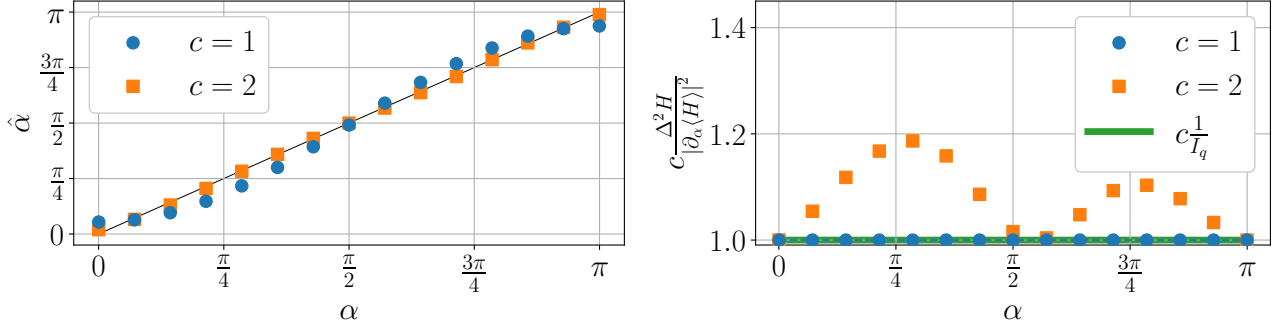 π
3π/4
π/2
π/4
0
α̂
c = 1
c = 2
0
π/4
π/2
3π/4
π
α
1.4
1.2
1.0
c Δ²H/|∂_α⟨H⟩|²
c = 1
c = 2
c 1/I_q
0
π/4
π/2
3π/4
π
α